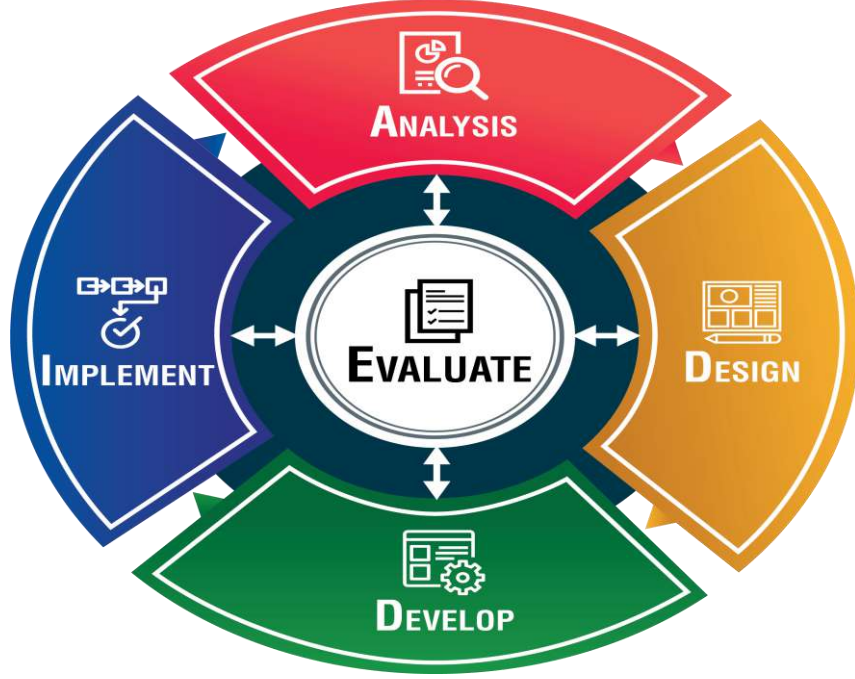 ANALYSIS
IMPLEMENT
EVALUATE
DESIGN
DEVELOP